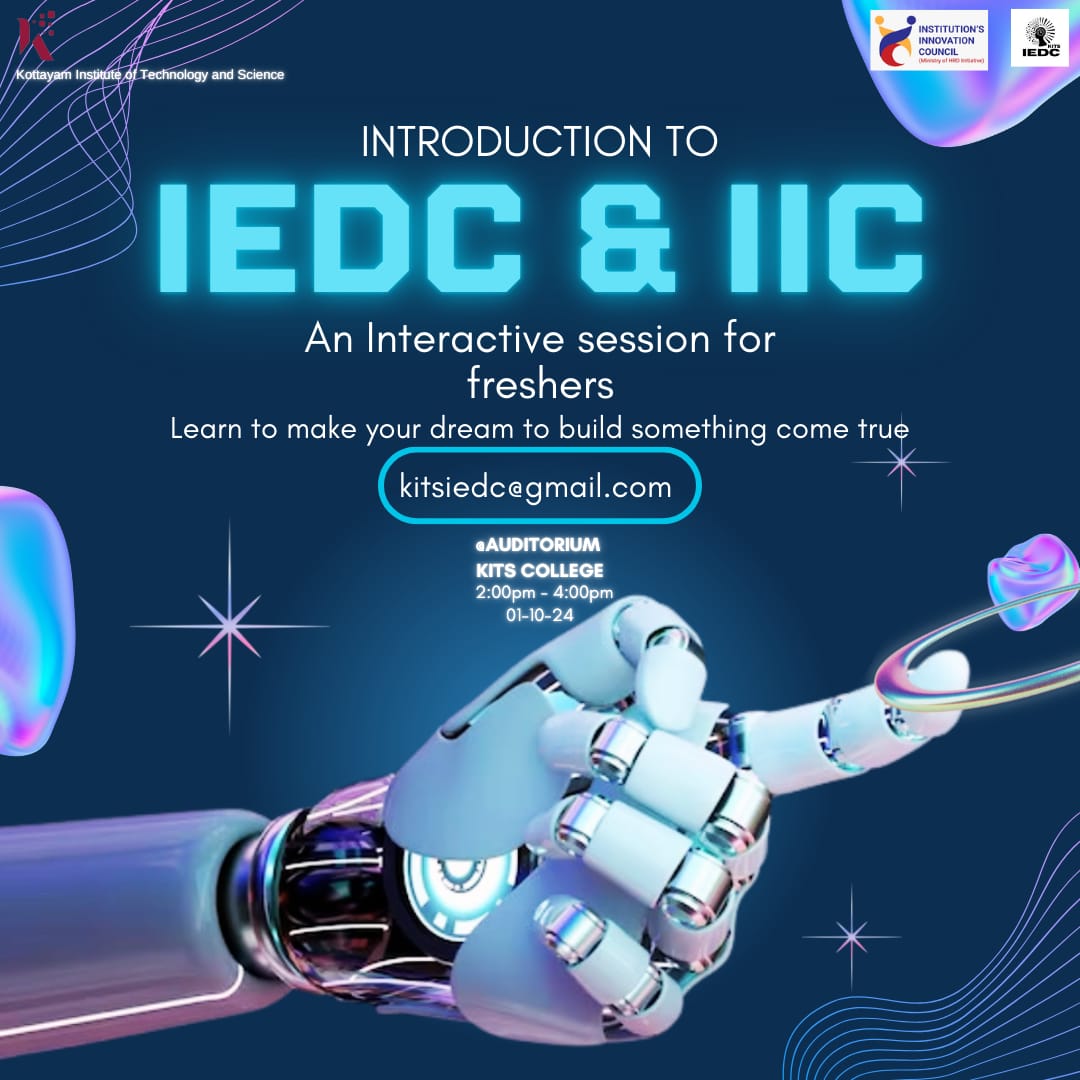 K
Kottayam Institute of Technology and Science
INSTITUTION'S
INNOVATION
COUNCIL
(Ministry of HRD Initiative)
KITS
IEDC
INTRODUCTION TO
IEDC & IIC
An Interactive session for
freshers
Learn to make your dream to build something come true
kitsiedc@gmail.com
@AUDITORIUM
KITS COLLEGE
2:00pm - 4:00pm
01-10-24